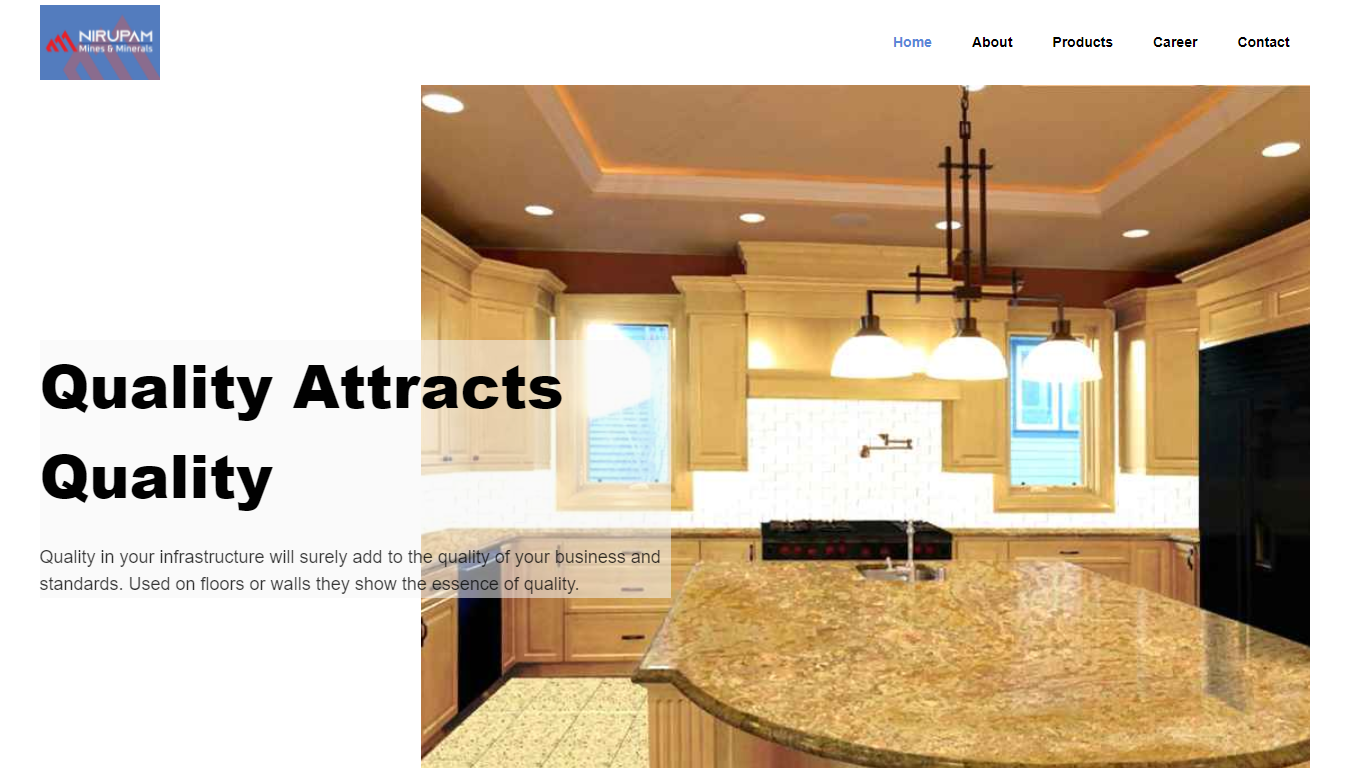 NIRUPAM
Mines & Minerals
Home About Products Career Contact
Quality Attracts
Quality
Quality in your infrastructure will surely add to the quality of your business and
standards. Used on floors or walls they show the essence of quality.